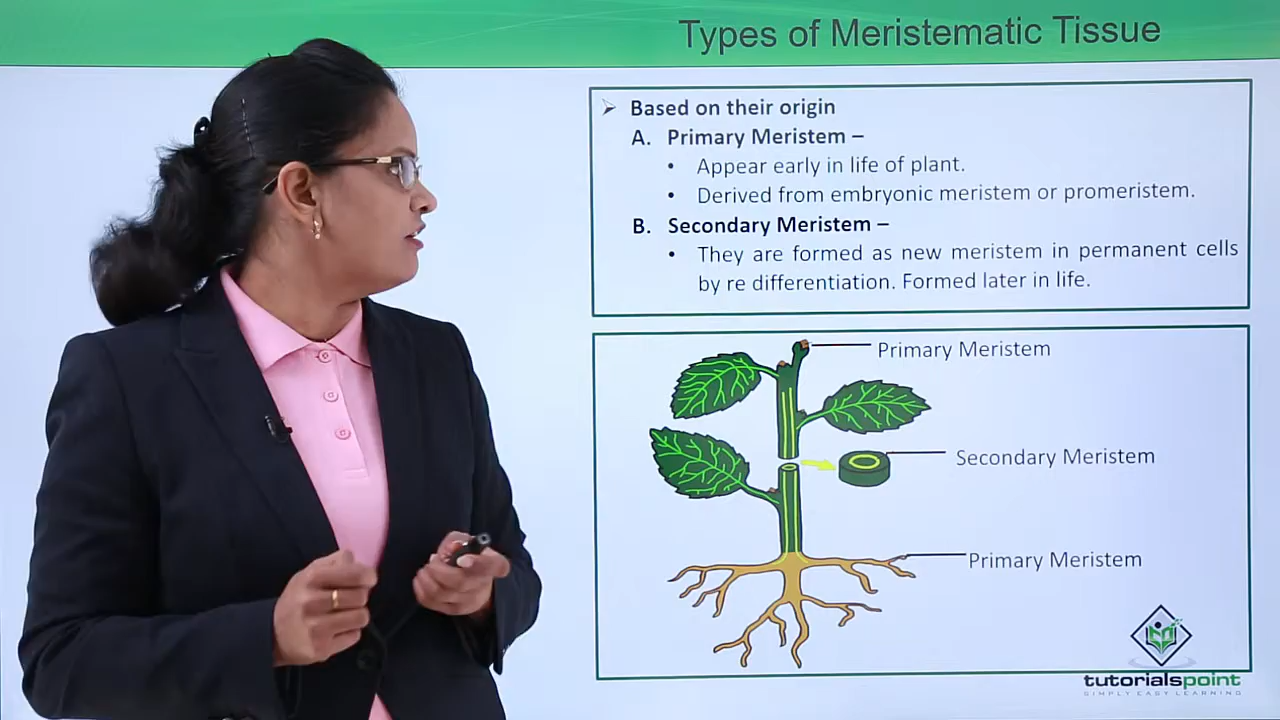 Types of Meristematic Tissue
➢ Based on their origin
A. Primary Meristem –
• Appear early in life of plant.
• Derived from embryonic meristem or promeristem.
B. Secondary Meristem –
• They are formed as new meristem in permanent cells
by re differentiation. Formed later in life.
Primary Meristem
Secondary Meristem
Primary Meristem
tutorialspoint
SIMPLY EASY LEARNING